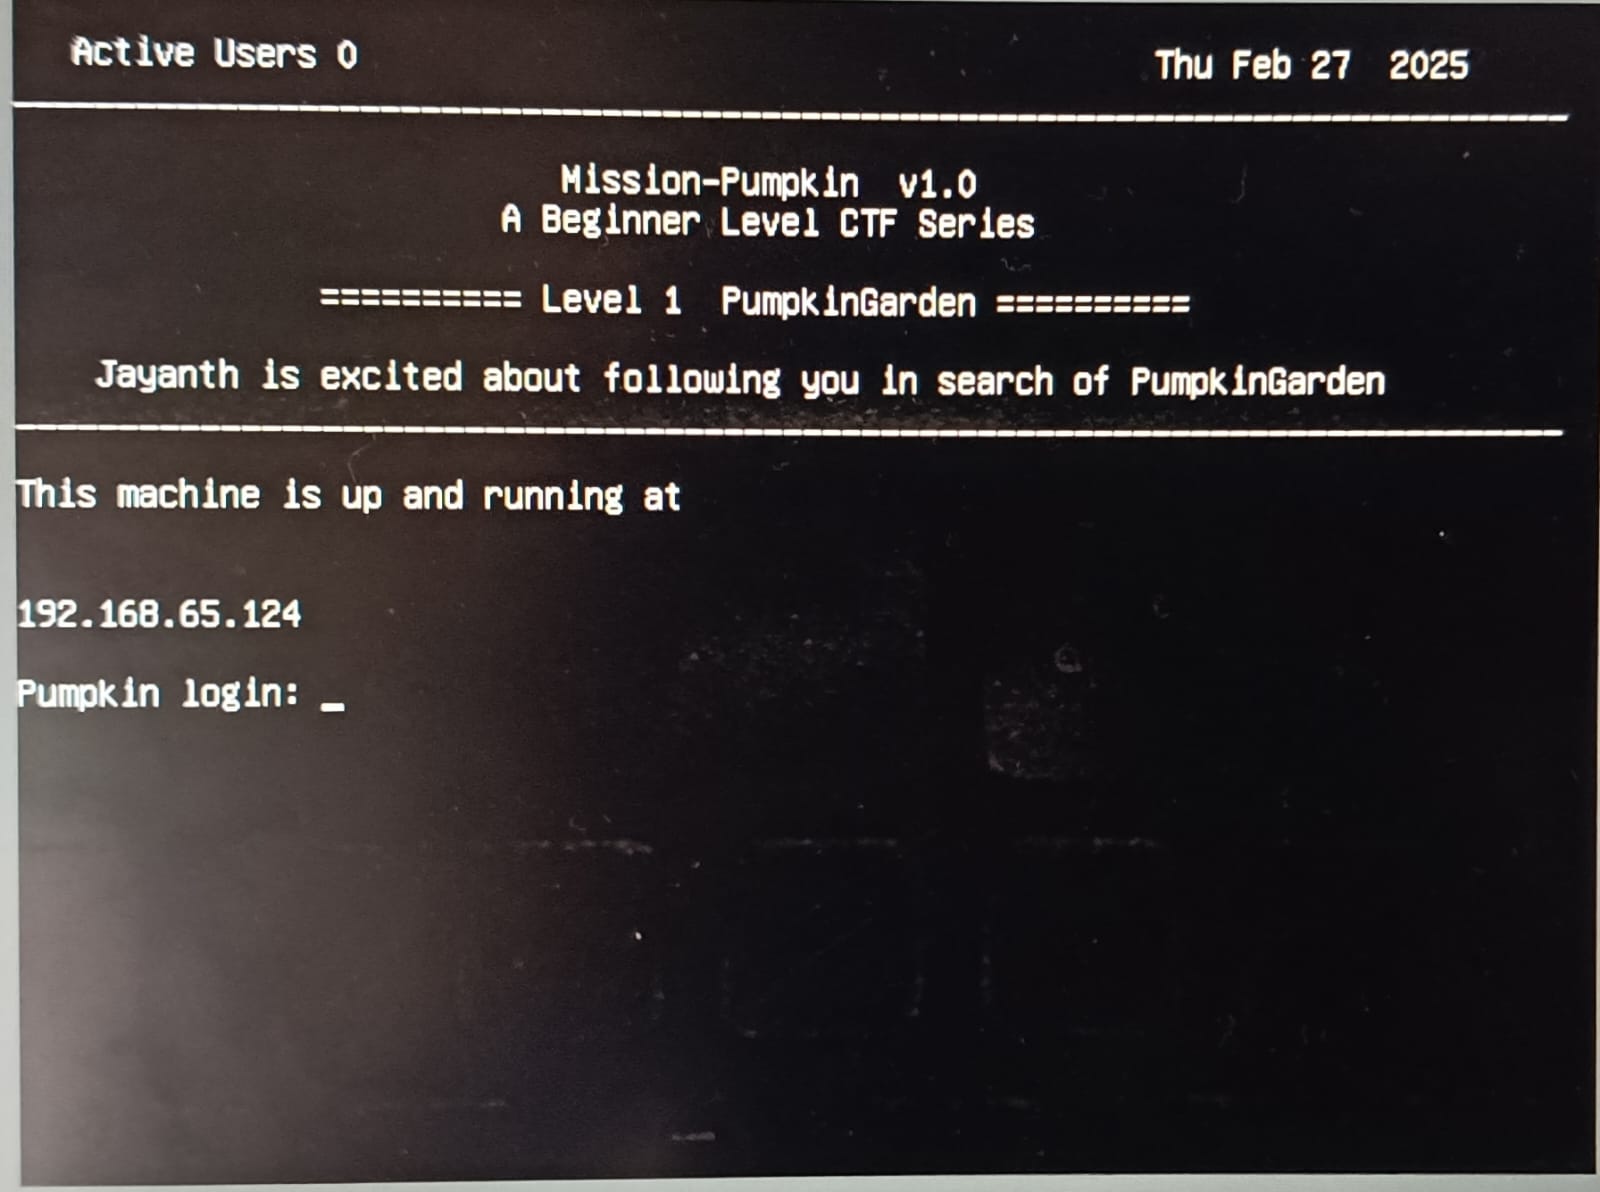 Active Users 0
Thu Feb 27 2025
Mission-Pumpkin v1.0
A Beginner Level CTF Series
========== Level 1 PumpkinGarden ==========
Jayanth is excited about following you in search of PumpkinGarden
This machine is up and running at
192.168.65.124
Pumpkin login: _